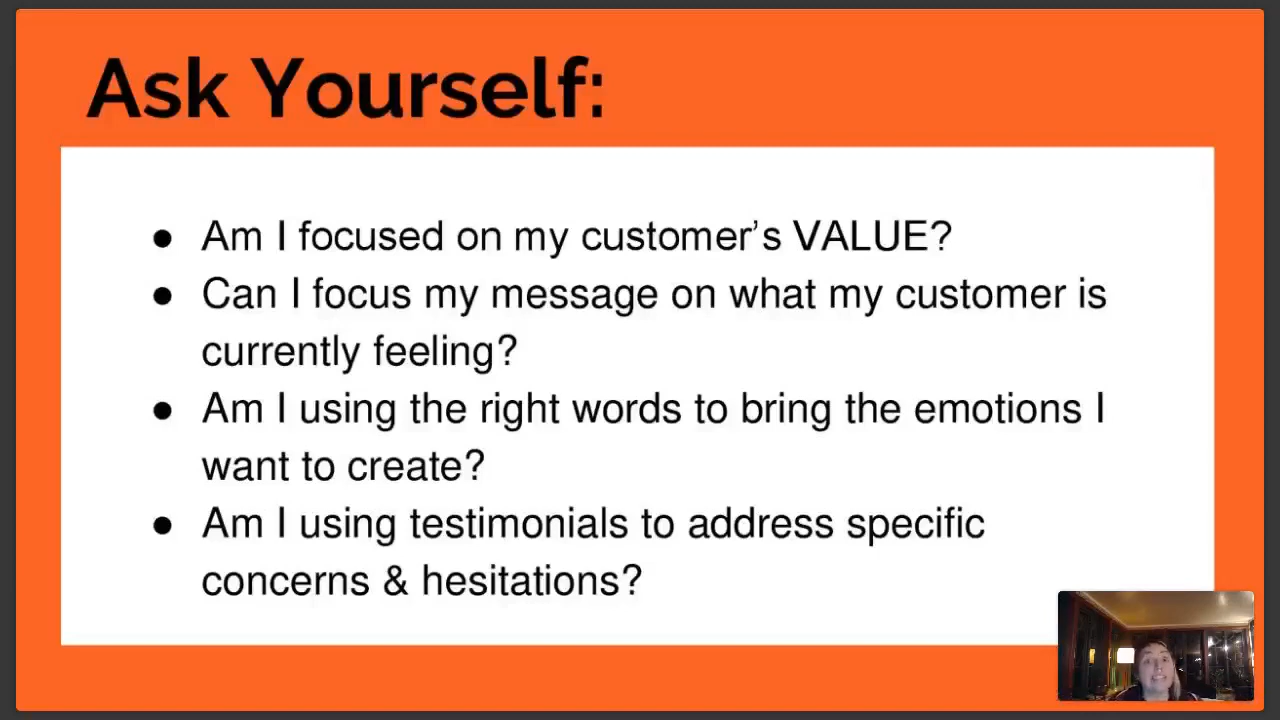 Ask Yourself:
● Am I focused on my customer’s VALUE?
● Can I focus my message on what my customer is
currently feeling?
● Am I using the right words to bring the emotions I
want to create?
● Am I using testimonials to address specific
concerns & hesitations?